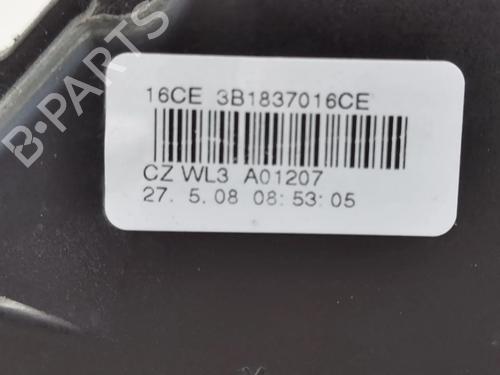 B-PARTS
16CE 3B1837016CE
CZ WL3 A01207
27. 5.08 08:53:05